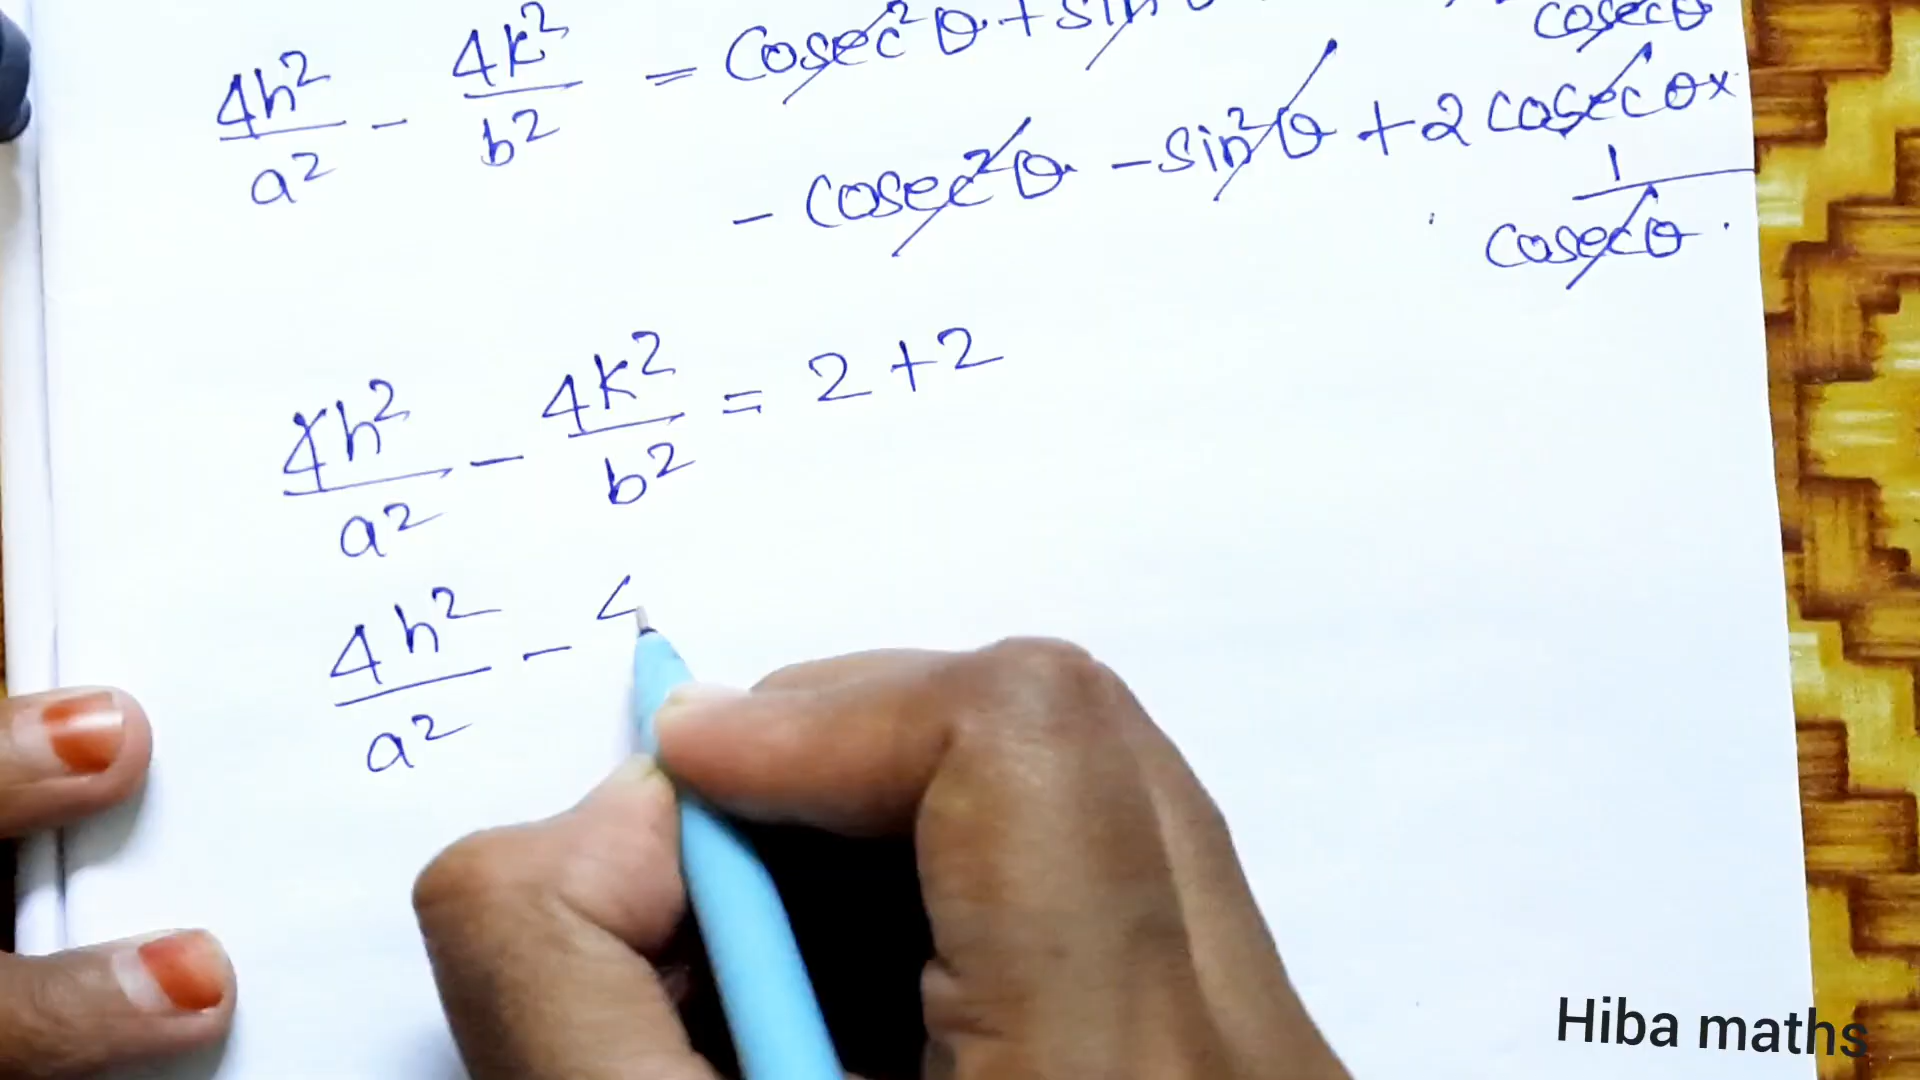 cosecθ
4h²/a² - 4k²/b² = cosec²θ + sin
- cosec²θ - sin²θ + 2 cosecθ × 1/cosecθ
4h²/a² - 4k²/b² = 2 + 2
4h²/a² - 4
Hiba maths